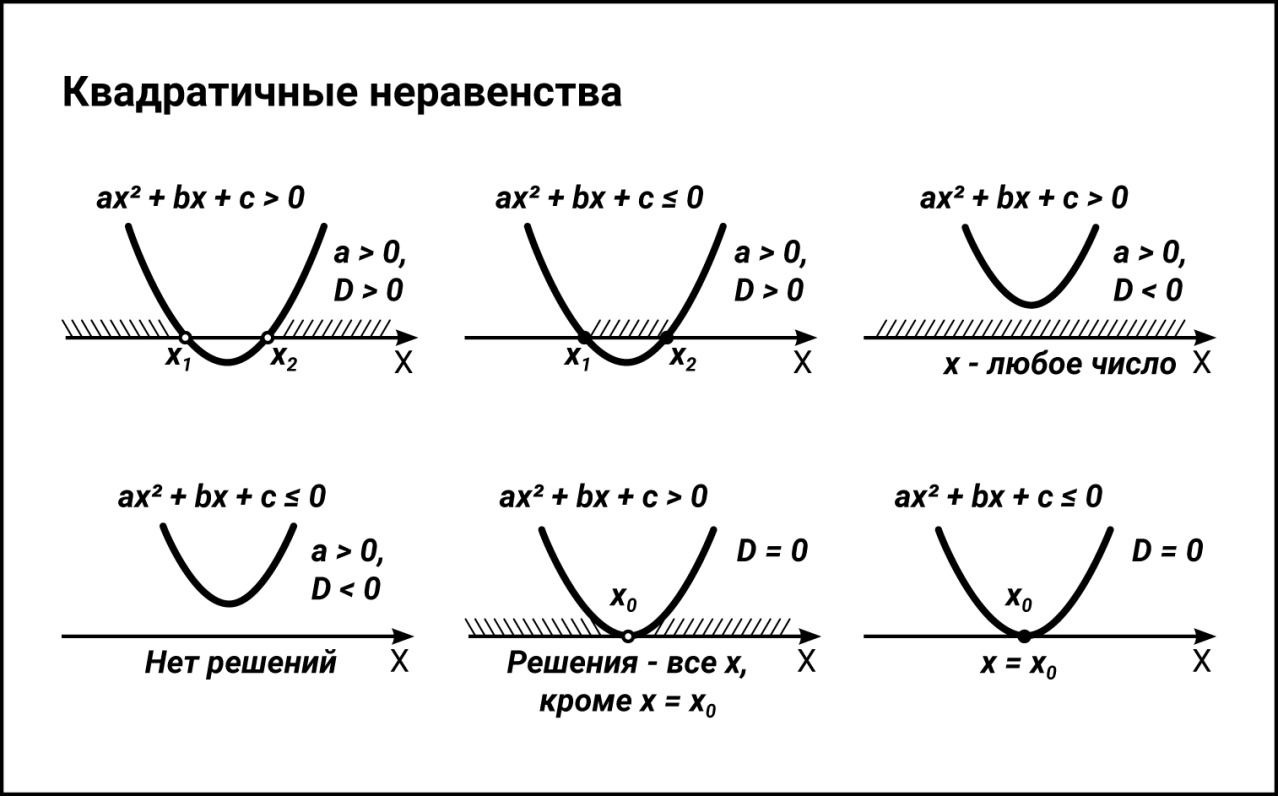 Квадратичные неравенства
ax² + bx + c > 0
a > 0,
D > 0
x₁
x₂
X
ax² + bx + c ≤ 0
a > 0,
D > 0
x₁
x₂
X
ax² + bx + c > 0
a > 0,
D < 0
x - любое число
X
ax² + bx + c ≤ 0
a > 0,
D < 0
Нет решений
X
ax² + bx + c > 0
D = 0
x₀
Решения - все x,
кроме x = x₀
X
ax² + bx + c ≤ 0
D = 0
x₀
x = x₀
X